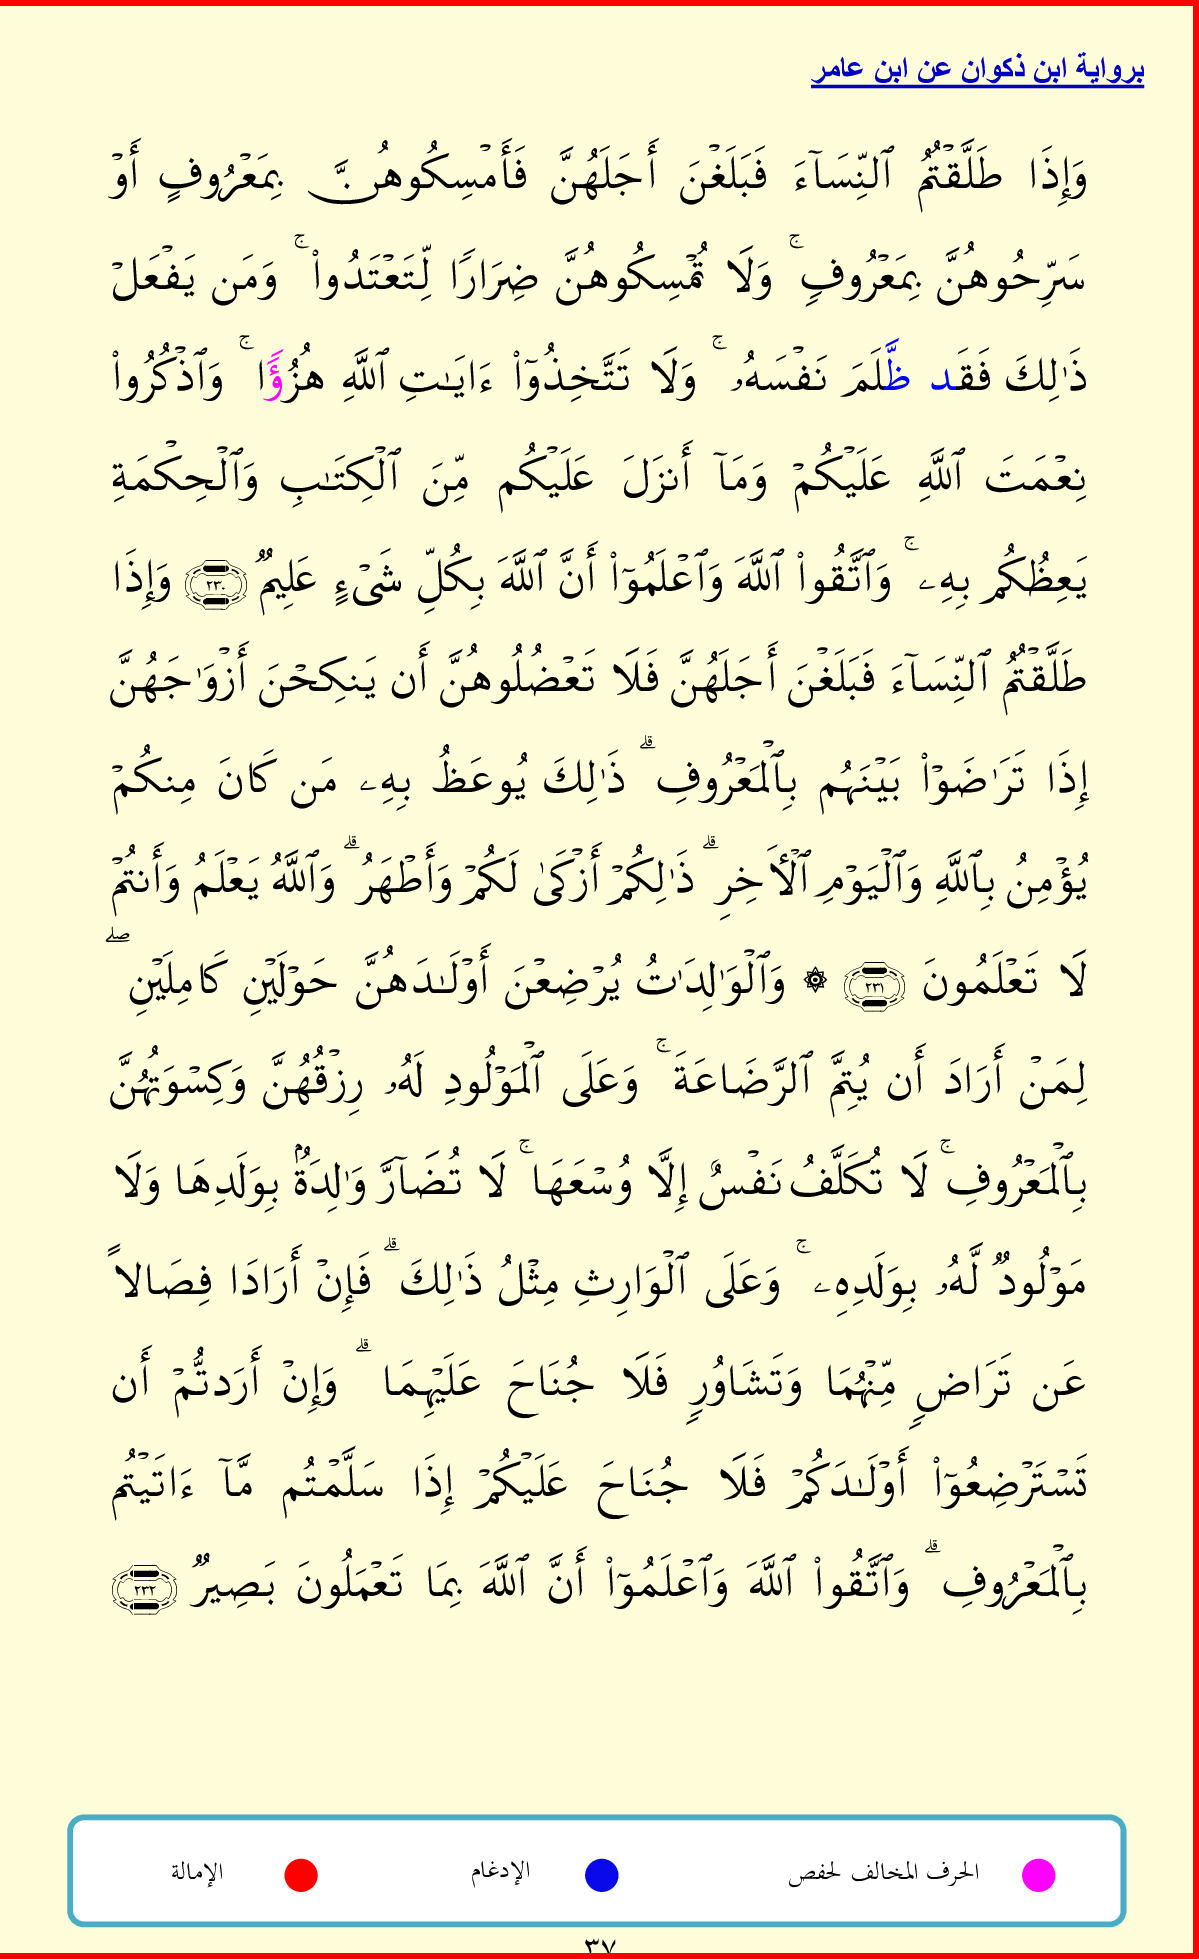 برواية ابن ذكوان عن ابن عامر
وَإِذَا طَلَّقۡتُمُ ٱلنِّسَآءَ فَبَلَغۡنَ أَجَلَهُنَّ فَأَمۡسِكُوهُنَّ بِمَعۡرُوفٍ أَوۡ
سَرِّحُوهُنَّ بِمَعۡرُوفٍ ۚ وَلَا تُمۡسِكُوهُنَّ ضِرَارًا لِّتَعۡتَدُواْ ۚ وَمَن يَفۡعَلۡ
ذَٰلِكَ فَقَد ظَّلَمَ نَفۡسَهُۥ ۚ وَلَا تَتَّخِذُوٓاْ ءَايَـٰتِ ٱللَّهِ هُزُؤًا ۚ وَٱذۡكُرُواْ
نِعۡمَتَ ٱللَّهِ عَلَيۡكُمۡ وَمَآ أَنزَلَ عَلَيۡكُم مِّنَ ٱلۡكِتَـٰبِ وَٱلۡحِكۡمَةِ
يَعِظُكُم بِهِۦ ۚ وَٱتَّقُواْ ٱللَّهَ وَٱعۡلَمُوٓاْ أَنَّ ٱللَّهَ بِكُلِّ شَىۡءٍ عَلِيمٌ ٢٣٠ وَإِذَا
طَلَّقۡتُمُ ٱلنِّسَآءَ فَبَلَغۡنَ أَجَلَهُنَّ فَلَا تَعۡضُلُوهُنَّ أَن يَنكِحۡنَ أَزۡوَٰجَهُنَّ
إِذَا تَرَٰضَوۡاْ بَيۡنَهُم بِٱلۡمَعۡرُوفِ ۗ ذَٰلِكَ يُوعَظُ بِهِۦ مَن كَانَ مِنكُمۡ
يُؤۡمِنُ بِٱللَّهِ وَٱلۡيَوۡمِ ٱلۡأَخِرِ ۗ ذَٰلِكُمۡ أَزۡكَىٰ لَكُمۡ وَأَطۡهَرُ ۗ وَٱللَّهُ يَعۡلَمُ وَأَنتُمۡ
لَا تَعۡلَمُونَ ٢٣١ ۞ وَٱلۡوَٰلِدَٰتُ يُرۡضِعۡنَ أَوۡلَـٰدَهُنَّ حَوۡلَيۡنِ كَامِلَيۡنِ ۖ
لِمَنۡ أَرَادَ أَن يُتِمَّ ٱلرَّضَاعَةَ ۚ وَعَلَى ٱلۡمَوۡلُودِ لَهُۥ رِزۡقُهُنَّ وَكِسۡوَتُهُنَّ
بِٱلۡمَعۡرُوفِ ۚ لَا تُكَلَّفُ نَفۡسٌ إِلَّا وُسۡعَهَا ۚ لَا تُضَآرَّ وَٰلِدَةُۢ بِوَلَدِهَا وَلَا
مَوۡلُودٌ لَّهُۥ بِوَلَدِهِۦ ۚ وَعَلَى ٱلۡوَارِثِ مِثۡلُ ذَٰلِكَ ۗ فَإِنۡ أَرَادَا فِصَالاً
عَن تَرَاضٍ مِّنۡهُمَا وَتَشَاوُرٍ فَلَا جُنَاحَ عَلَيۡهِمَا ۗ وَإِنۡ أَرَدتُّمۡ أَن
تَسۡتَرۡضِعُوٓاْ أَوۡلَـٰدَكُمۡ فَلَا جُنَاحَ عَلَيۡكُمۡ إِذَا سَلَّمۡتُم مَّآ ءَاتَيۡتُم
بِٱلۡمَعۡرُوفِ ۗ وَٱتَّقُواْ ٱللَّهَ وَٱعۡلَمُوٓاْ أَنَّ ٱللَّهَ بِمَا تَعۡمَلُونَ بَصِيرٌ ٢٣٢
الحرف المخالف لحفص الإدغام الإمالة
٣٧